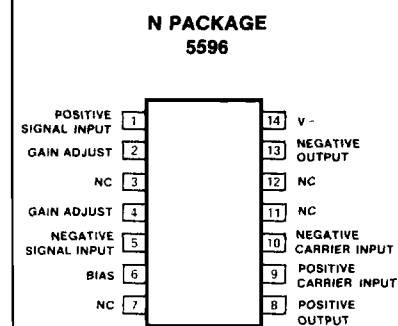 N PACKAGE
5596
POSITIVE
SIGNAL INPUT 1
GAIN ADJUST 2
NC 3
GAIN ADJUST 4
NEGATIVE
SIGNAL INPUT 5
BIAS 6
NC 7
14 V -
13 NEGATIVE
OUTPUT
12 NC
11 NC
10 NEGATIVE
CARRIER INPUT
9 POSITIVE
CARRIER INPUT
8 POSITIVE
OUTPUT